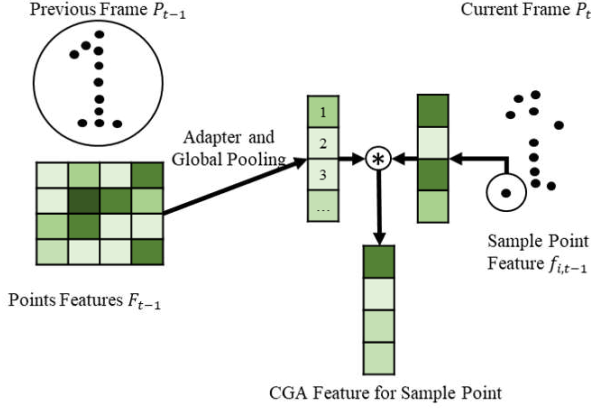 Previous Frame P_{t−1}
Current Frame P_t
Adapter and
Global Pooling
1
2
3
...
*
Sample Point
Feature f_{i,t−1}
Points Features F_{t−1}
CGA Feature for Sample Point